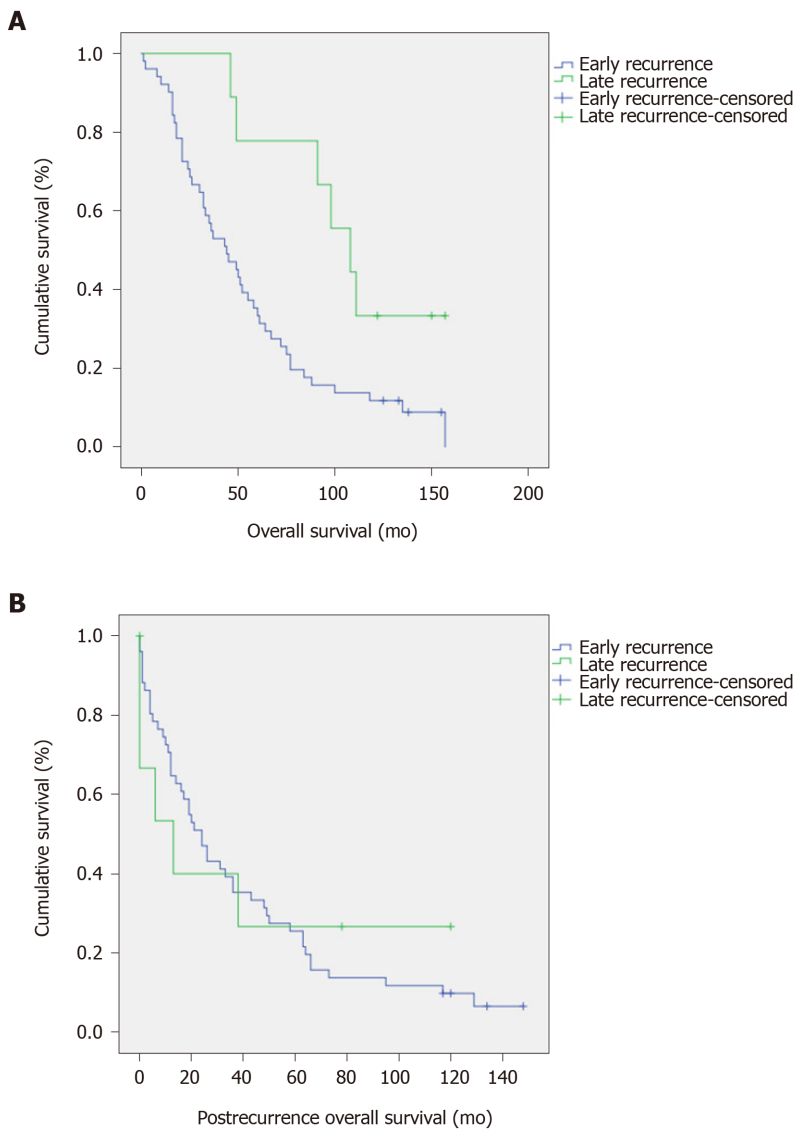 A
Early recurrence
Late recurrence
Early recurrence-censored
Late recurrence-censored
Cumulative survival (%)
1.0
0.8
0.6
0.4
0.2
0.0
0 50 100 150 200
Overall survival (mo)
B
Early recurrence
Late recurrence
Early recurrence-censored
Late recurrence-censored
Cumulative survival (%)
1.0
0.8
0.6
0.4
0.2
0.0
0 20 40 60 80 100 120 140
Postrecurrence overall survival (mo)